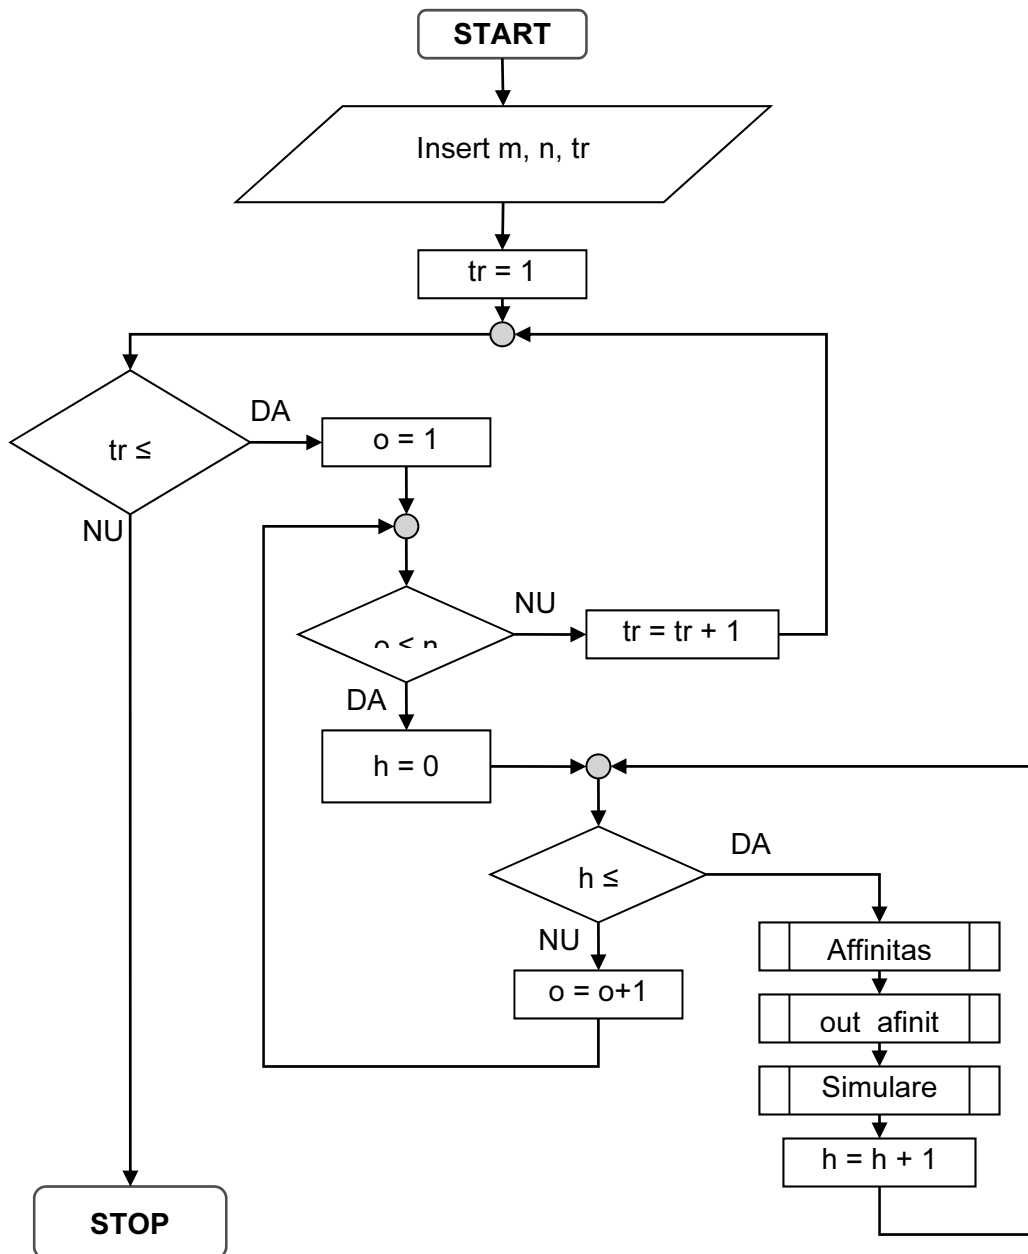 START
Insert m, n, tr
tr = 1
tr ≤
DA
o = 1
NU
NU
tr = tr + 1
DA
h = 0
h ≤
DA
NU
o = o+1
Affinitas
out afinit
Simulare
h = h + 1
STOP